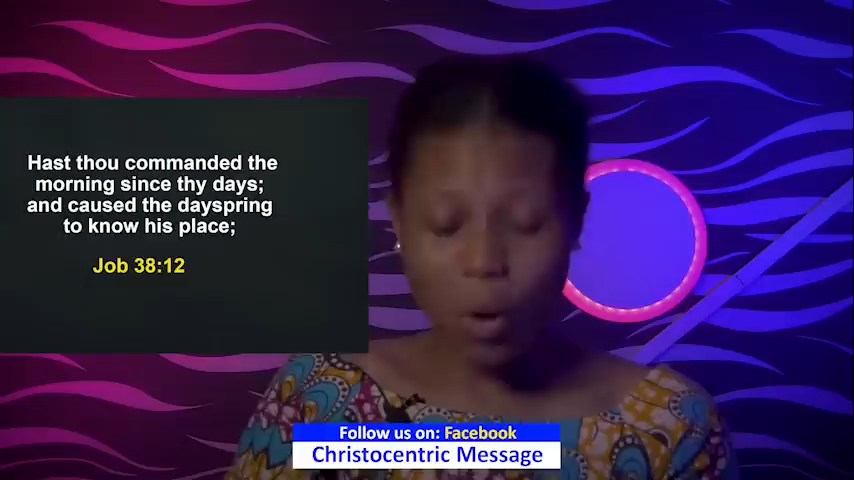 Hast thou commanded the
morning since thy days;
and caused the dayspring
to know his place;
Job 38:12
Follow us on: Facebook
Christocentric Message